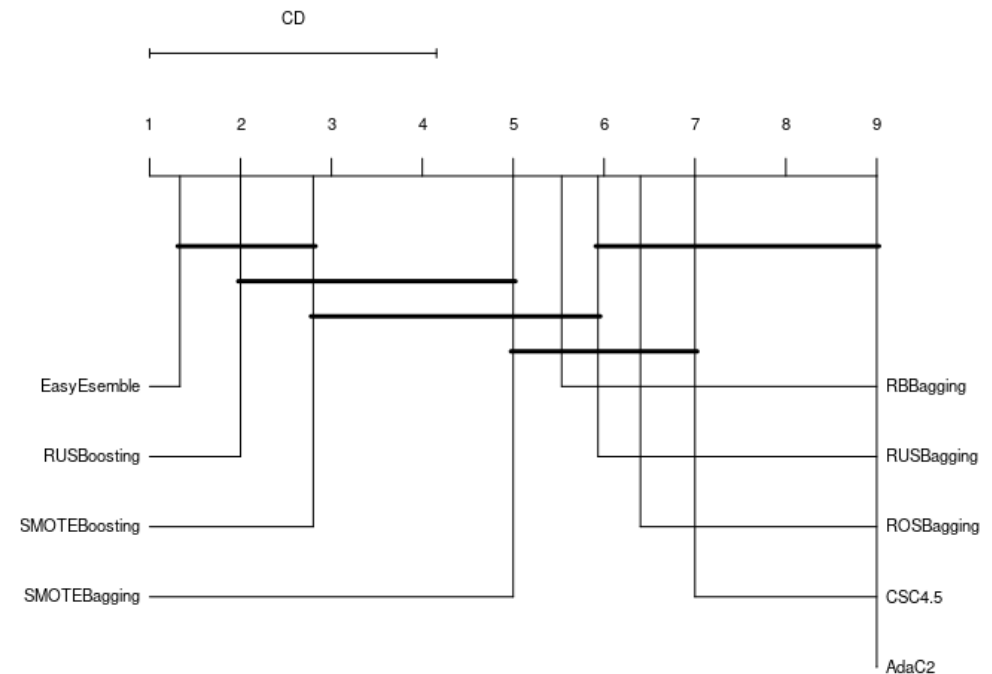 CD
1 2 3 4 5 6 7 8 9
EasyEsemble RBBagging
RUSBoosting RUSBagging
SMOTEBoosting ROSBagging
SMOTEBagging CSC4.5
AdaC2